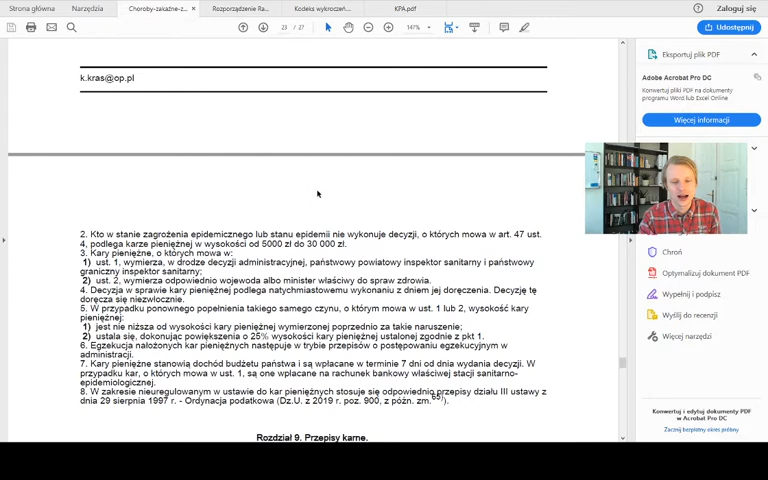 Strona główna Narzędzia Choroby-zakaźne-z... × Rozporządzenie Ra... Kodeks wykroczeń... KPA.pdf Zaloguj się
23 / 27 147% Udostępnij
k.kras@op.pl
2. Kto w stanie zagrożenia epidemicznego lub stanu epidemii nie wykonuje decyzji, o których mowa w art. 47 ust.
4, podlega karze pieniężnej w wysokości od 5000 zł do 30 000 zł.
3. Kary pieniężne, o których mowa w:
1) ust. 1, wymierza, w drodze decyzji administracyjnej, państwowy powiatowy inspektor sanitarny i państwowy
graniczny inspektor sanitarny;
2) ust. 2, wymierza odpowiednio wojewoda albo minister właściwy do spraw zdrowia.
4. Decyzja w sprawie kary pieniężnej podlega natychmiastowemu wykonaniu z dniem jej doręczenia. Decyzję tę
doręcza się niezwłocznie.
5. W przypadku ponownego popełnienia takiego samego czynu, o którym mowa w ust. 1 lub 2, wysokość kary
pieniężnej:
1) jest nie niższa od wysokości kary pieniężnej wymierzonej poprzednio za takie naruszenie;
2) ustala się, dokonując powiększenia o 25% wysokości kary pieniężnej ustalonej zgodnie z pkt 1.
6. Egzekucja nałożonych kar pieniężnych następuje w trybie przepisów o postępowaniu egzekucyjnym w
administracji.
7. Kary pieniężne stanowią dochód budżetu państwa i są wpłacane w terminie 7 dni od dnia wydania decyzji. W
przypadku kar, o których mowa w ust. 1, są one wpłacane na rachunek bankowy właściwej stacji sanitarno-
epidemiologicznej.
8. W zakresie nieuregulowanym w ustawie do kar pieniężnych stosuje się odpowiednio przepisy działu III ustawy z
dnia 29 sierpnia 1997 r. - Ordynacja podatkowa (Dz.U. z 2019 r. poz. 900, z późn. zm.65)).
Rozdział 9. Przepisy karne.
Eksportuj plik PDF
Adobe Acrobat Pro DC
Konwertuj pliki PDF na dokumenty
programu Word lub Excel Online
Więcej informacji
Chroń
Optymalizuj dokument PDF
Wypełnij i podpisz
Wyślij do recenzji
Więcej narzędzi
Konwertuj i edytuj dokumenty PDF
w Acrobat Pro DC
Zacznij bezpłatny okres próbny